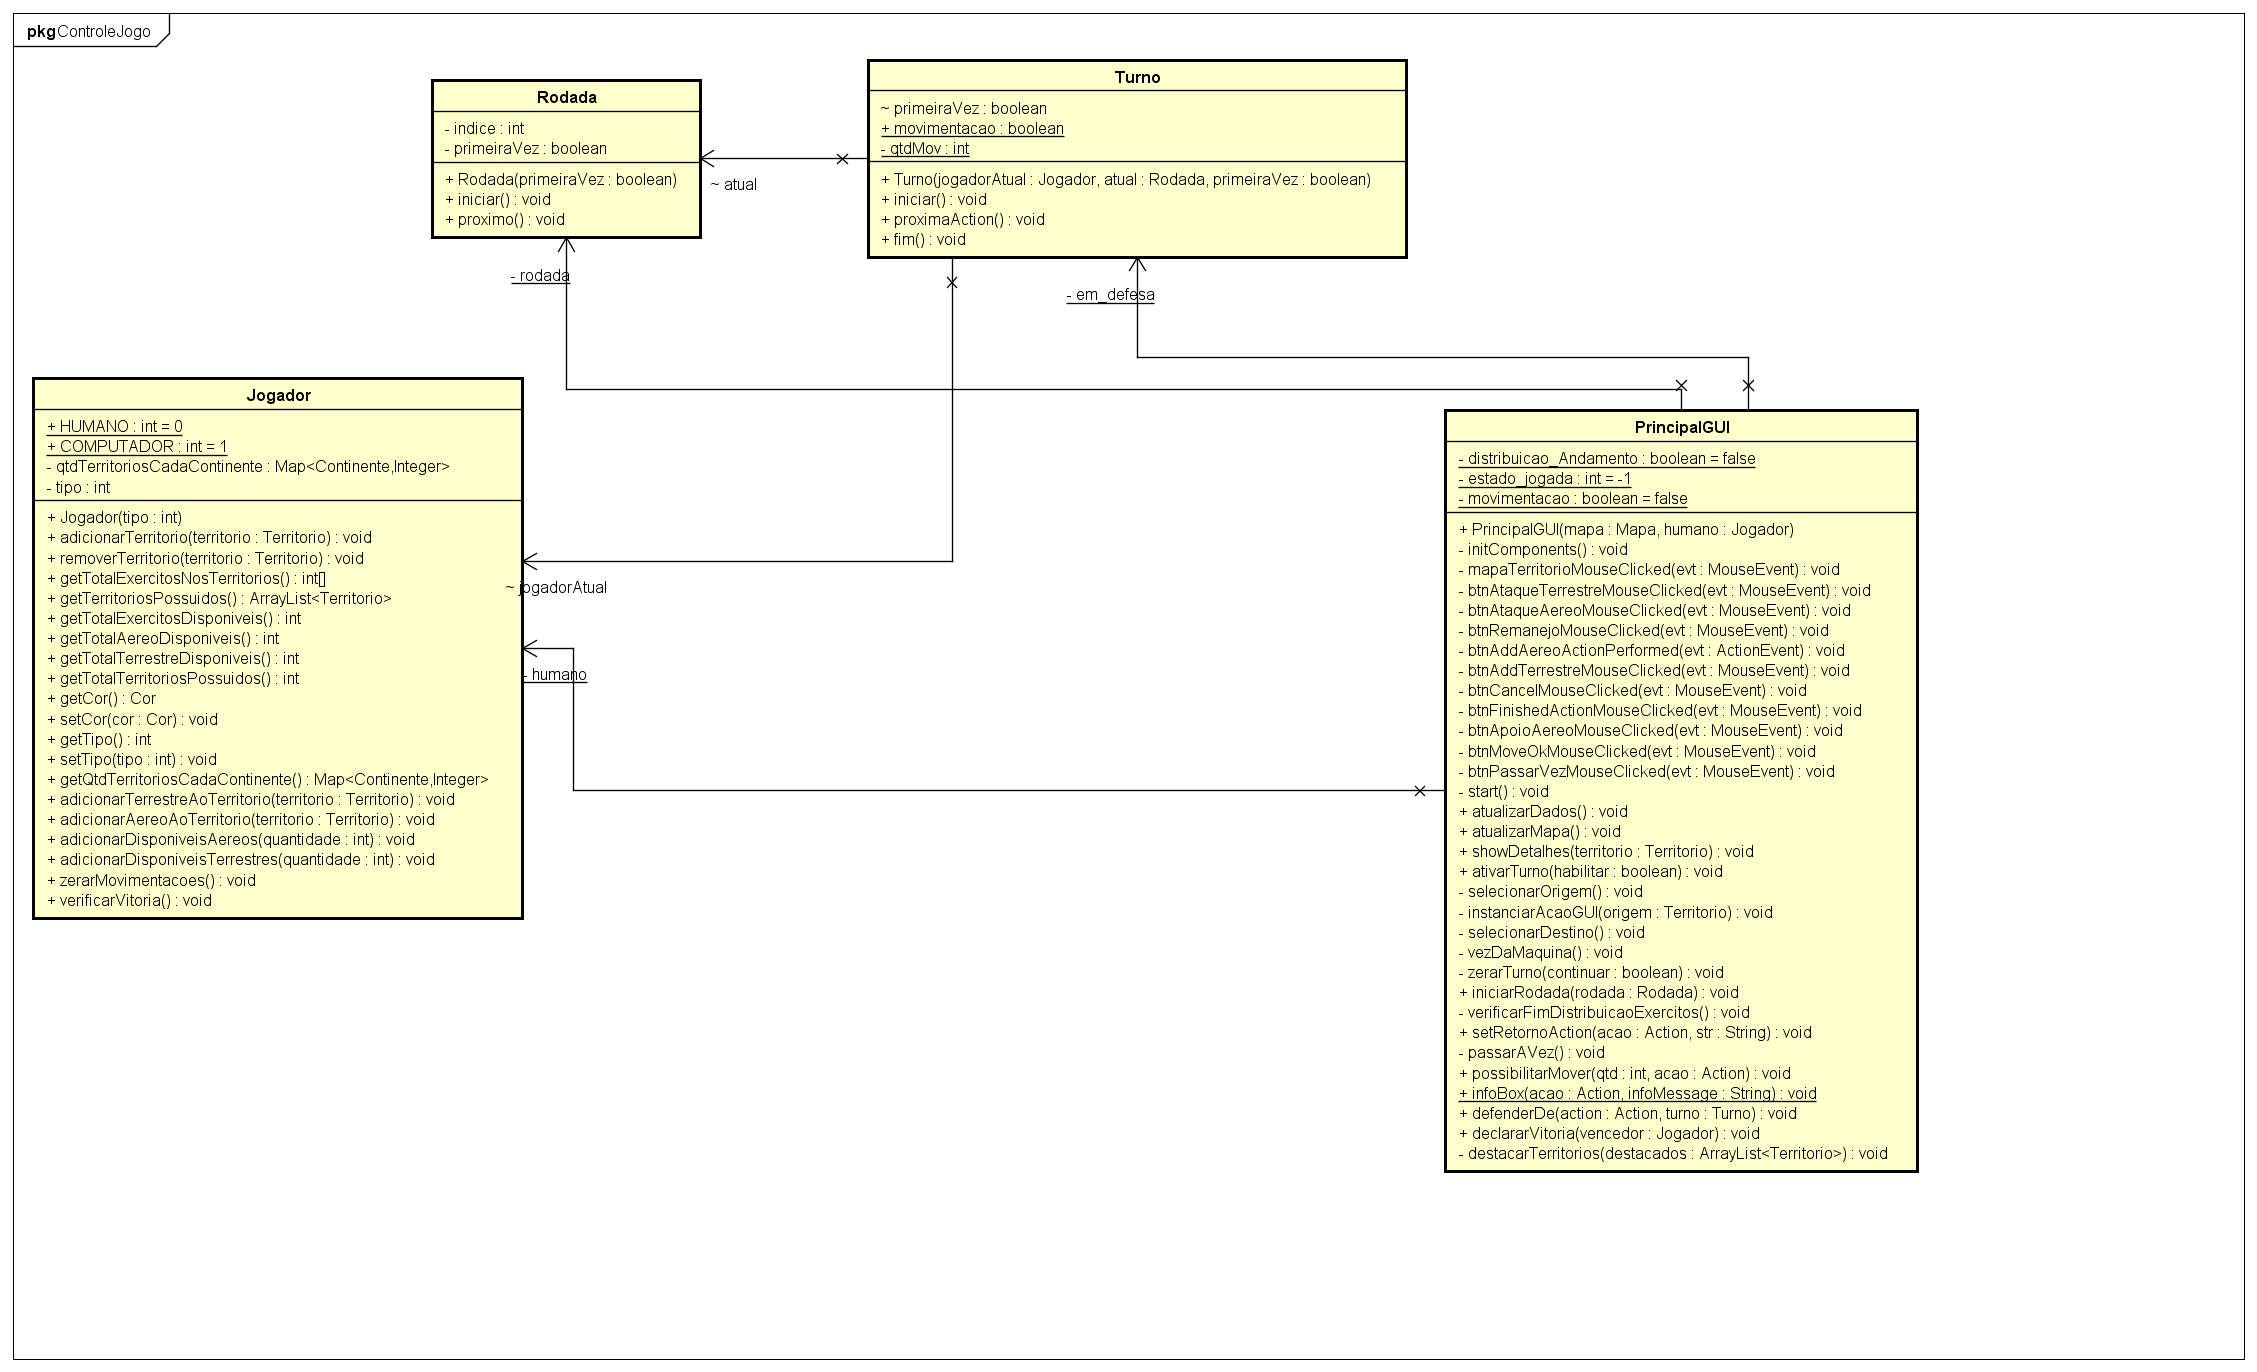 pkg ControleJogo
Rodada
- indice : int
- primeiraVez : boolean
+ Rodada(primeiraVez : boolean)
+ iniciar() : void
+ proximo() : void
Turno
~ primeiraVez : boolean
+ movimentacao : boolean
- qtdMov : int
+ Turno(jogadorAtual : Jogador, atual : Rodada, primeiraVez : boolean)
+ iniciar() : void
+ proximaAction() : void
+ fim() : void
~ atual
- rodada
- em_defesa
Jogador
+ HUMANO : int = 0
+ COMPUTADOR : int = 1
- qtdTerritoriosCadaContinente : Map<Continente,Integer>
- tipo : int
+ Jogador(tipo : int)
+ adicionarTerritorio(territorio : Territorio) : void
+ removerTerritorio(territorio : Territorio) : void
+ getTotalExercitosNosTerritorios() : int[]
+ getTerritoriosPossuidos() : ArrayList<Territorio>
+ getTotalExercitosDisponiveis() : int
+ getTotalAereoDisponiveis() : int
+ getTotalTerrestreDisponiveis() : int
+ getTotalTerritoriosPossuidos() : int
+ getCor() : Cor
+ setCor(cor : Cor) : void
+ getTipo() : int
+ setTipo(tipo : int) : void
+ getQtdTerritoriosCadaContinente() : Map<Continente,Integer>
+ adicionarTerrestreAoTerritorio(territorio : Territorio) : void
+ adicionarAereoAoTerritorio(territorio : Territorio) : void
+ adicionarDisponiveisAereos(quantidade : int) : void
+ adicionarDisponiveisTerrestres(quantidade : int) : void
+ zerarMovimentacoes() : void
+ verificarVitoria() : void
~ jogadorAtual
- humano
PrincipalGUI
- distribuicao_Andamento : boolean = false
- estado_jogada : int = -1
- movimentacao : boolean = false
+ PrincipalGUI(mapa : Mapa, humano : Jogador)
- initComponents() : void
- mapaTerritorioMouseClicked(evt : MouseEvent) : void
- btnAtaqueTerrestreMouseClicked(evt : MouseEvent) : void
- btnAtaqueAereoMouseClicked(evt : MouseEvent) : void
- btnRemanejoMouseClicked(evt : MouseEvent) : void
- btnAddAereoActionPerformed(evt : ActionEvent) : void
- btnAddTerrestreMouseClicked(evt : MouseEvent) : void
- btnCancelMouseClicked(evt : MouseEvent) : void
- btnFinishedActionMouseClicked(evt : MouseEvent) : void
- btnApoioAereoMouseClicked(evt : MouseEvent) : void
- btnMoveOkMouseClicked(evt : MouseEvent) : void
- btnPassarVezMouseClicked(evt : MouseEvent) : void
- start() : void
+ atualizarDados() : void
+ atualizarMapa() : void
+ showDetalhes(territorio : Territorio) : void
+ ativarTurno(habilitar : boolean) : void
- selecionarOrigem() : void
- instanciarAcaoGUI(origem : Territorio) : void
- selecionarDestino() : void
- vezDaMaquina() : void
- zerarTurno(continuar : boolean) : void
+ iniciarRodada(rodada : Rodada) : void
- verificarFimDistribuicaoExercitos() : void
+ setRetornoAction(acao : Action, str : String) : void
- passarAVez() : void
+ possibilitarMover(qtd : int, acao : Action) : void
+ infoBox(acao : Action, infoMessage : String) : void
+ defenderDe(action : Action, turno : Turno) : void
+ declararVitoria(vencedor : Jogador) : void
- destacarTerritorios(destacados : ArrayList<Territorio>) : void